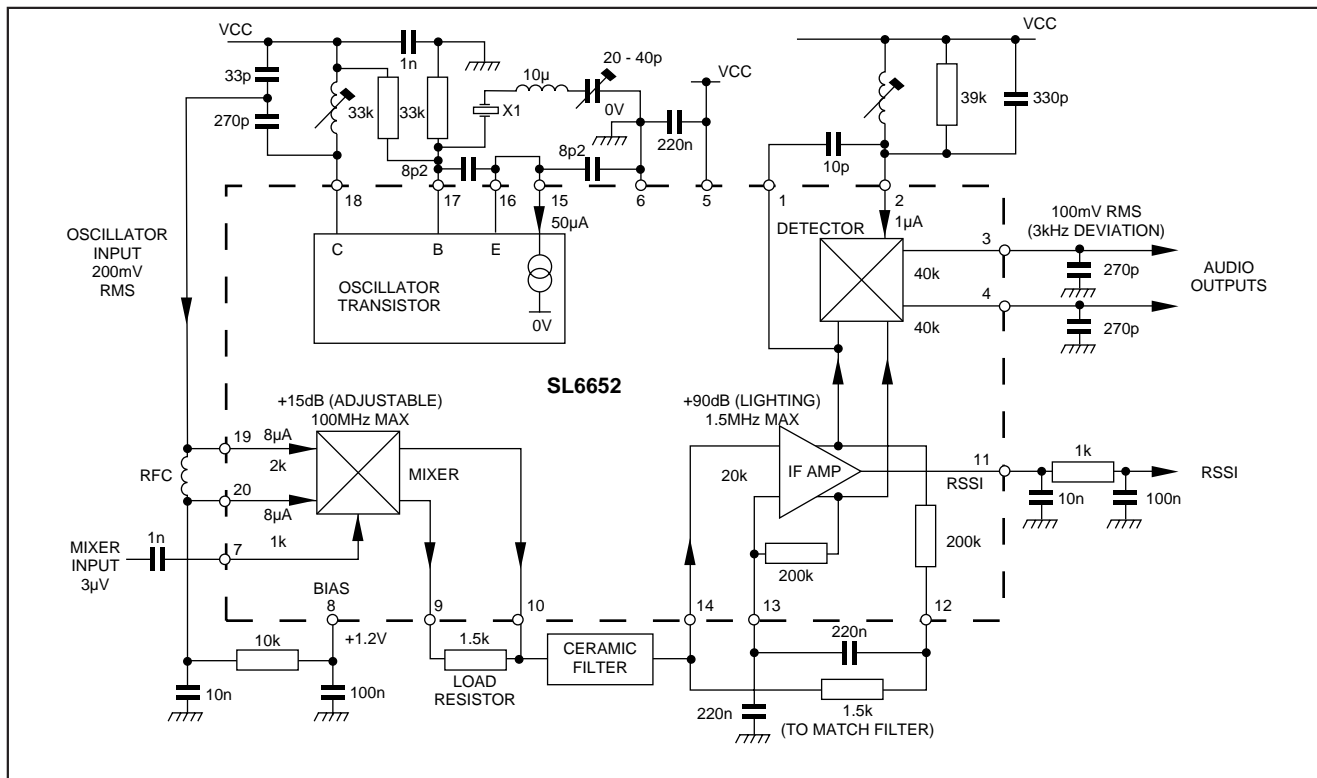 VCC
1n
33p
270p
33k
33k
10µ
X1
20 - 40p
0V
VCC
220n
8p2
8p2
VCC
39k
330p
10p
18
17
16
15
6
5
1
2
OSCILLATOR
INPUT
200mV
RMS
C
B
E
50µA
OSCILLATOR
TRANSISTOR
0V
DETECTOR
1µA
40k
40k
3
4
100mV RMS
(3kHz DEVIATION)
270p
270p
AUDIO
OUTPUTS
SL6652
+15dB (ADJUSTABLE)
100MHz MAX
19
8µA
2k
RFC
20
8µA
MIXER
1n
7
1k
MIXER
INPUT
3µV
+90dB (LIGHTING)
1.5MHz MAX
20k
IF AMP
RSSI
11
1k
RSSI
10n
100n
200k
200k
BIAS
8
+1.2V
9
10
14
13
12
10k
10n
100n
1.5k
LOAD
RESISTOR
CERAMIC
FILTER
220n
220n
1.5k
(TO MATCH FILTER)